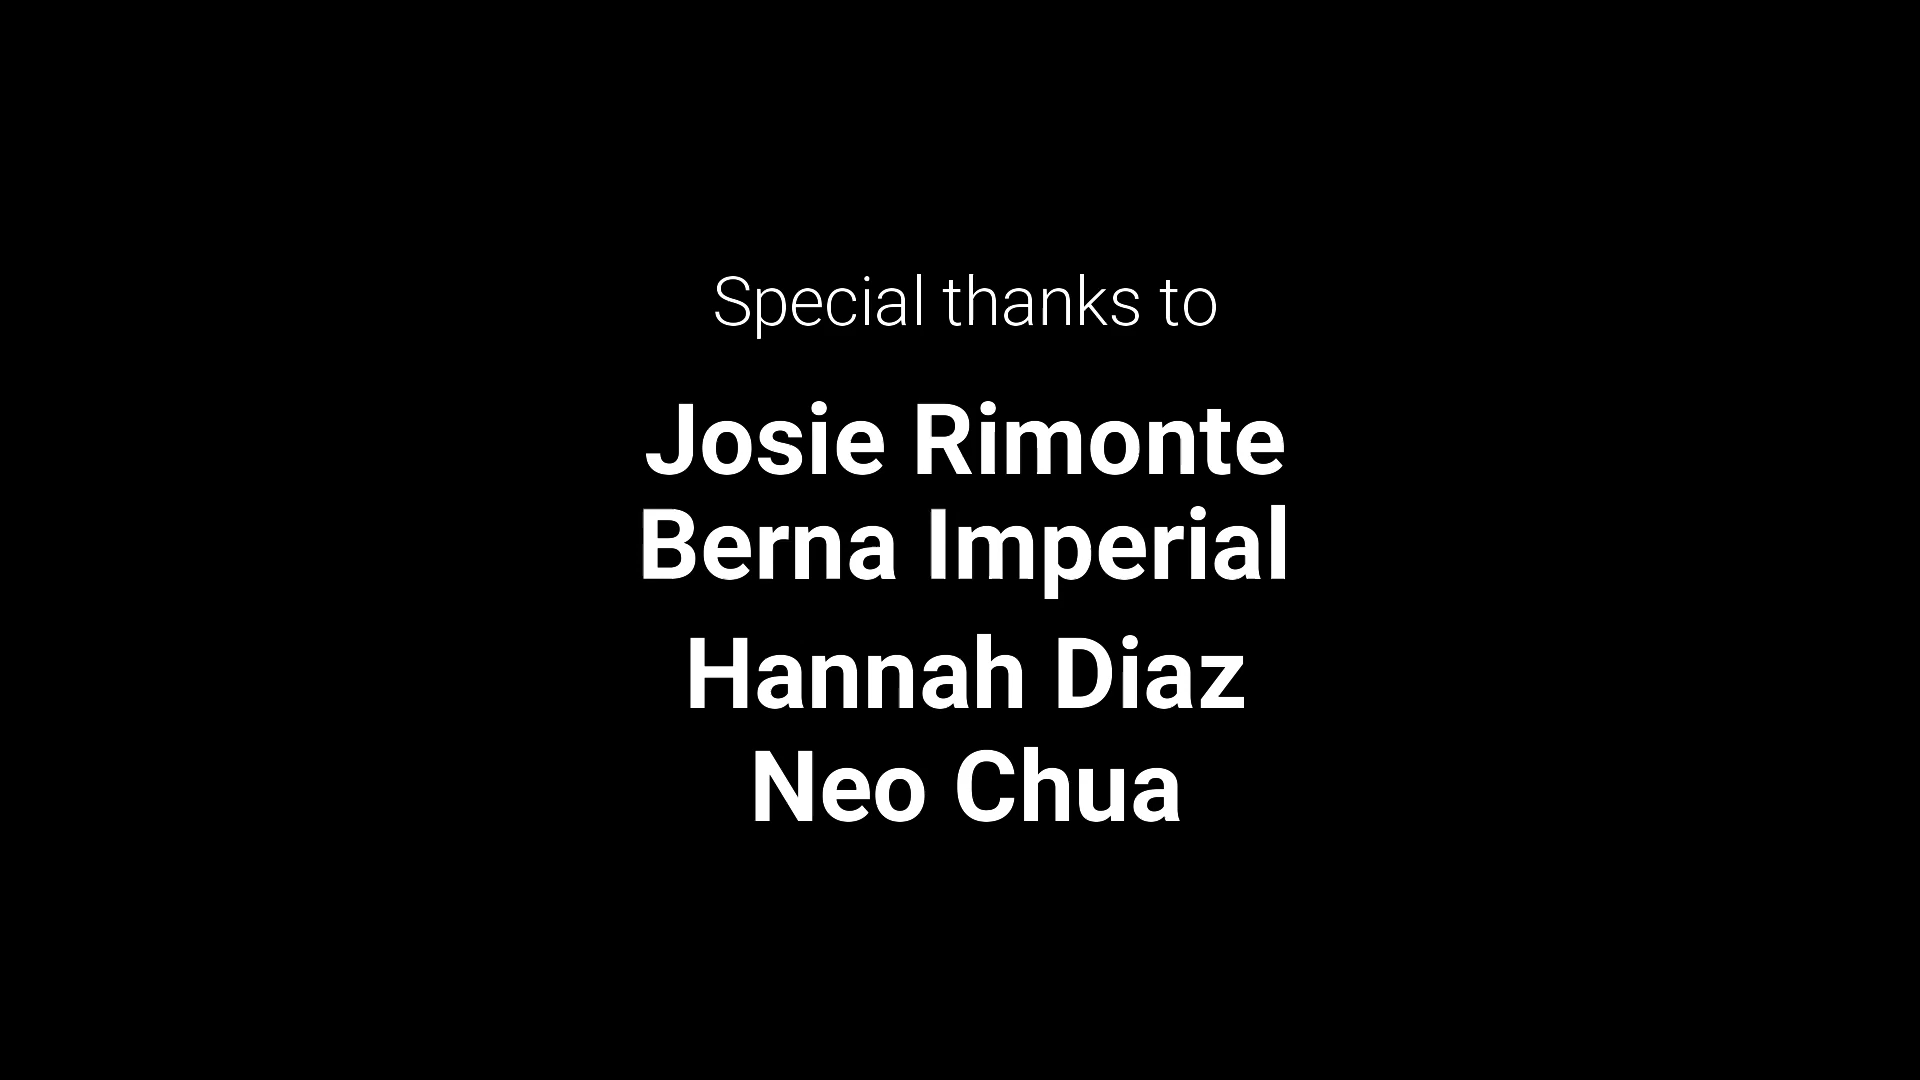 Special thanks to
Josie Rimonte
Berna Imperial
Hannah Diaz
Neo Chua